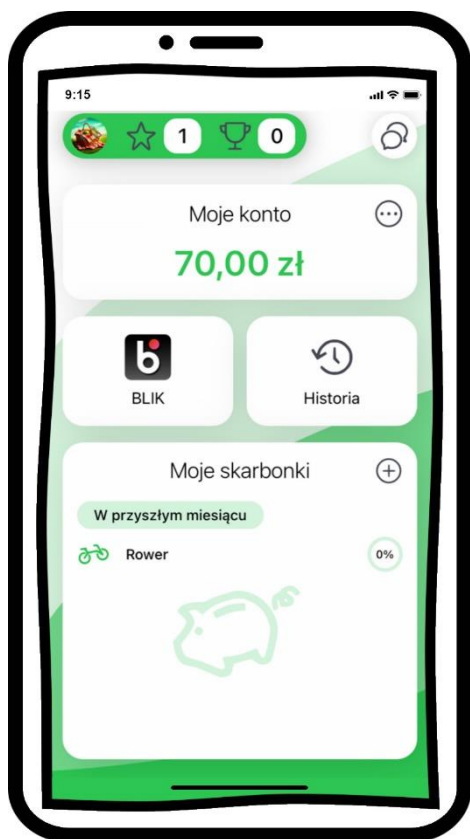 9:15
1 0
Moje konto
70,00 zł
b
BLIK Historia
Moje skarbonki
W przyszłym miesiącu
Rower 0%